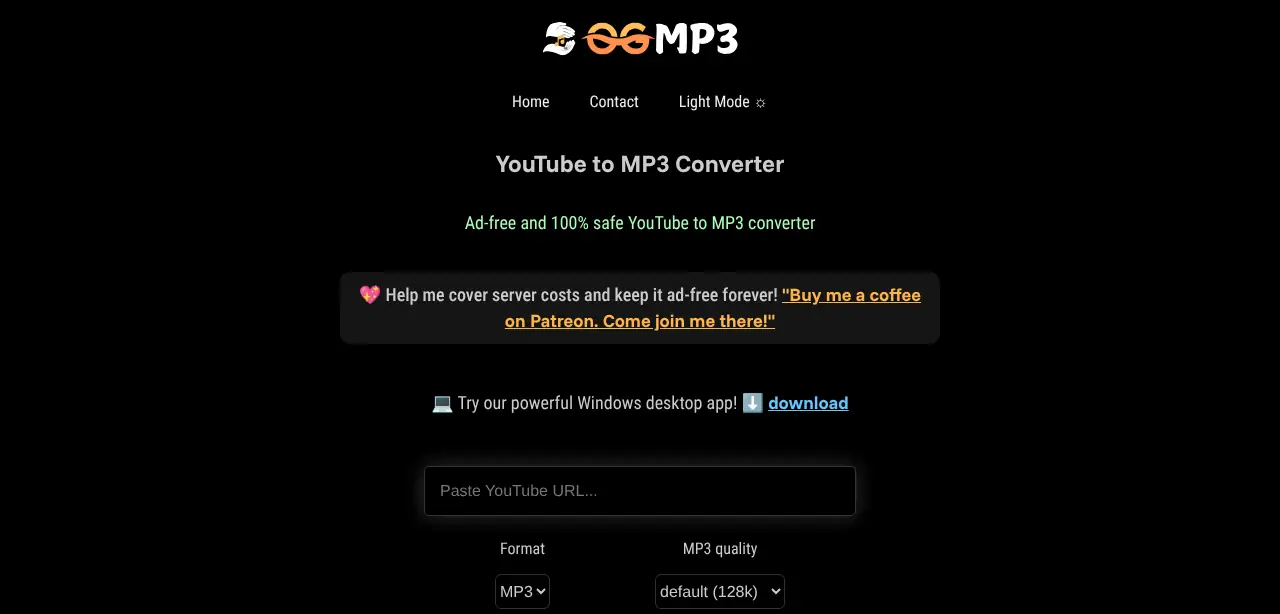 OGMP3
Home Contact Light Mode ☼
YouTube to MP3 Converter
Ad-free and 100% safe YouTube to MP3 converter
💖 Help me cover server costs and keep it ad-free forever! "Buy me a coffee
on Patreon. Come join me there!"
💻 Try our powerful Windows desktop app! ⬇️ download
Paste YouTube URL...
Format MP3 quality
MP3 default (128k)